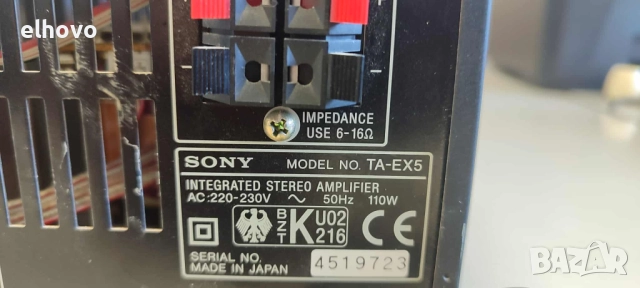 elhovo
IMPEDANCE
USE 6-16Ω
SONY MODEL NO. TA-EX5
INTEGRATED STEREO AMPLIFIER
AC:220-230V ~ 50Hz 110W
BZT K U02 216 CE
SERIAL NO. 4519723
MADE IN JAPAN
BAZAR